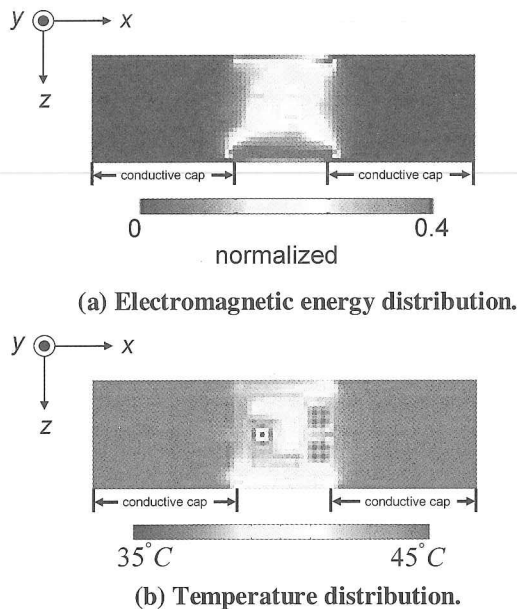 y x
z
conductive cap conductive cap
0 0.4
normalized
(a) Electromagnetic energy distribution.
y x
z
conductive cap conductive cap
35°C 45°C
(b) Temperature distribution.